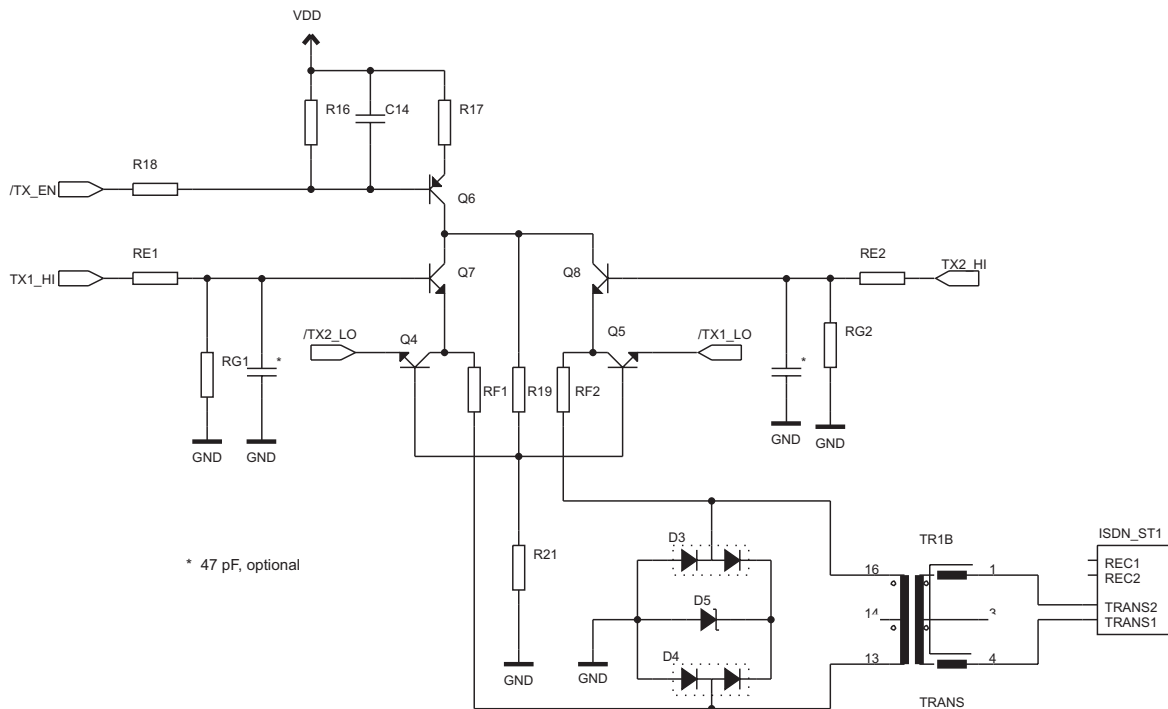 VDD
R16
C14
R17
R18
/TX_EN
Q6
RE1
TX1_HI
Q7
Q8
RE2
TX2_HI
/TX2_LO
Q4
Q5
/TX1_LO
RG1
*
RF1
R19
RF2
*
RG2
GND
GND
GND
GND
* 47 pF, optional
R21
D3
TR1B
ISDN_ST1
REC1
REC2
16
1
D5
TRANS2
TRANS1
14
3
D4
13
4
GND
GND
TRANS